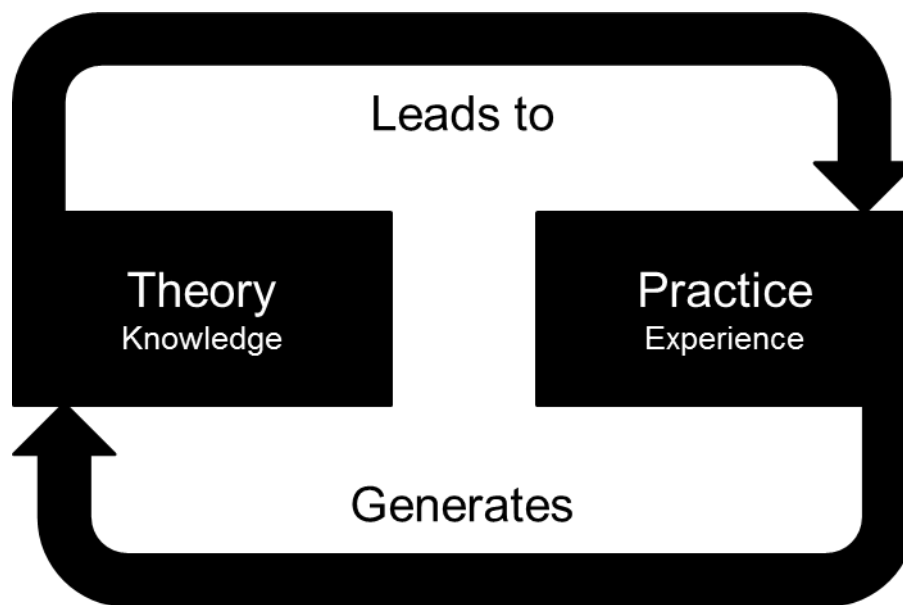 Leads to
Theory
Knowledge
Practice
Experience
Generates